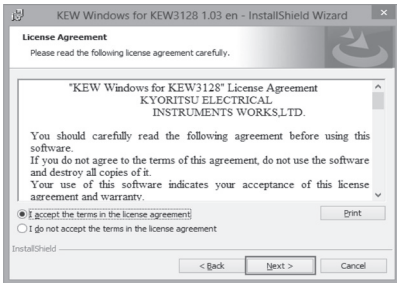 KEW Windows for KEW3128 1.03 en - InstallShield Wizard
License Agreement
Please read the following license agreement carefully.
"KEW Windows for KEW3128" License Agreement
KYORITSU ELECTRICAL
INSTRUMENTS WORKS,LTD.
You should carefully read the following agreement before using this
software.
If you do not agree to the terms of this agreement, do not use the software
and destroy all copies of it.
Your use of this software indicates your acceptance of this license
agreement and warranty.
I accept the terms in the license agreement
Print
I do not accept the terms in the license agreement
InstallShield
< Back
Next >
Cancel